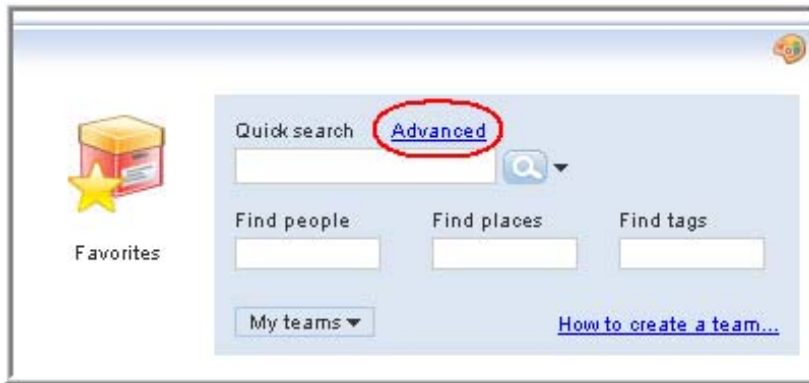 Quick search Advanced
Find people Find places Find tags
Favorites
My teams How to create a team...